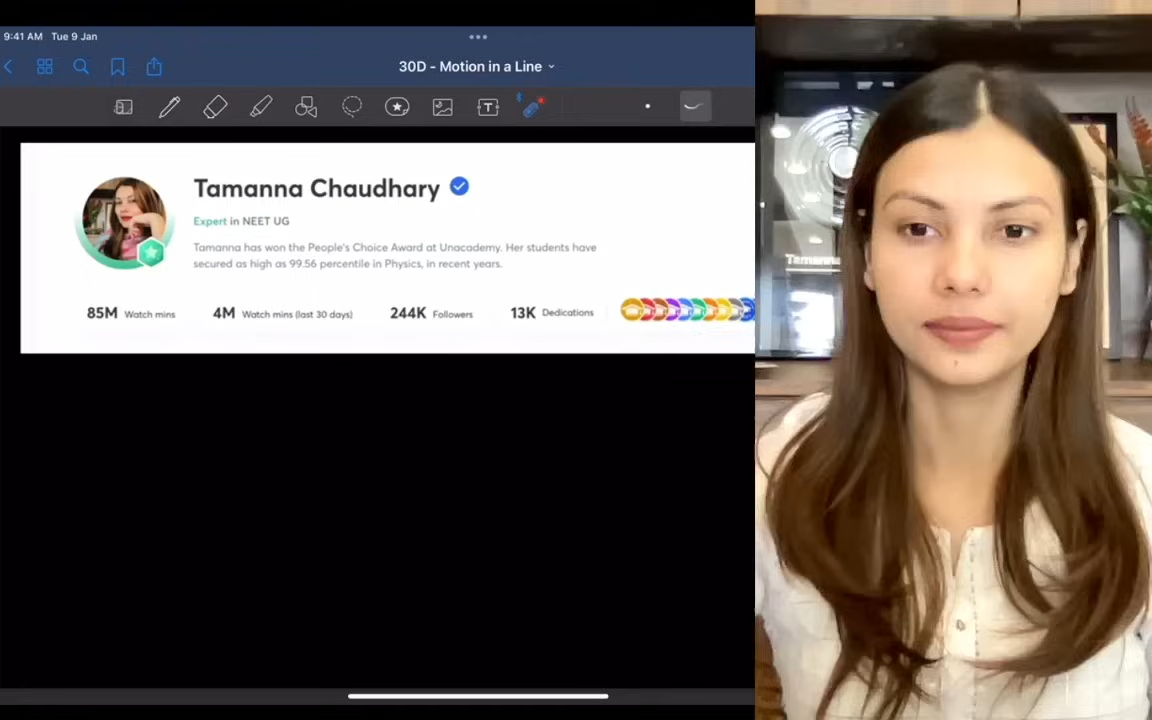 9:41 AM Tue 9 Jan
30D - Motion in a Line
T
Tamanna Chaudhary
Expert in NEET UG
Tamanna has won the People's Choice Award at Unacademy. Her students have
secured as high as 99.56 percentile in Physics, in recent years.
85M Watch mins 4M Watch mins (last 30 days) 244K Followers 13K Dedications
Tamanna